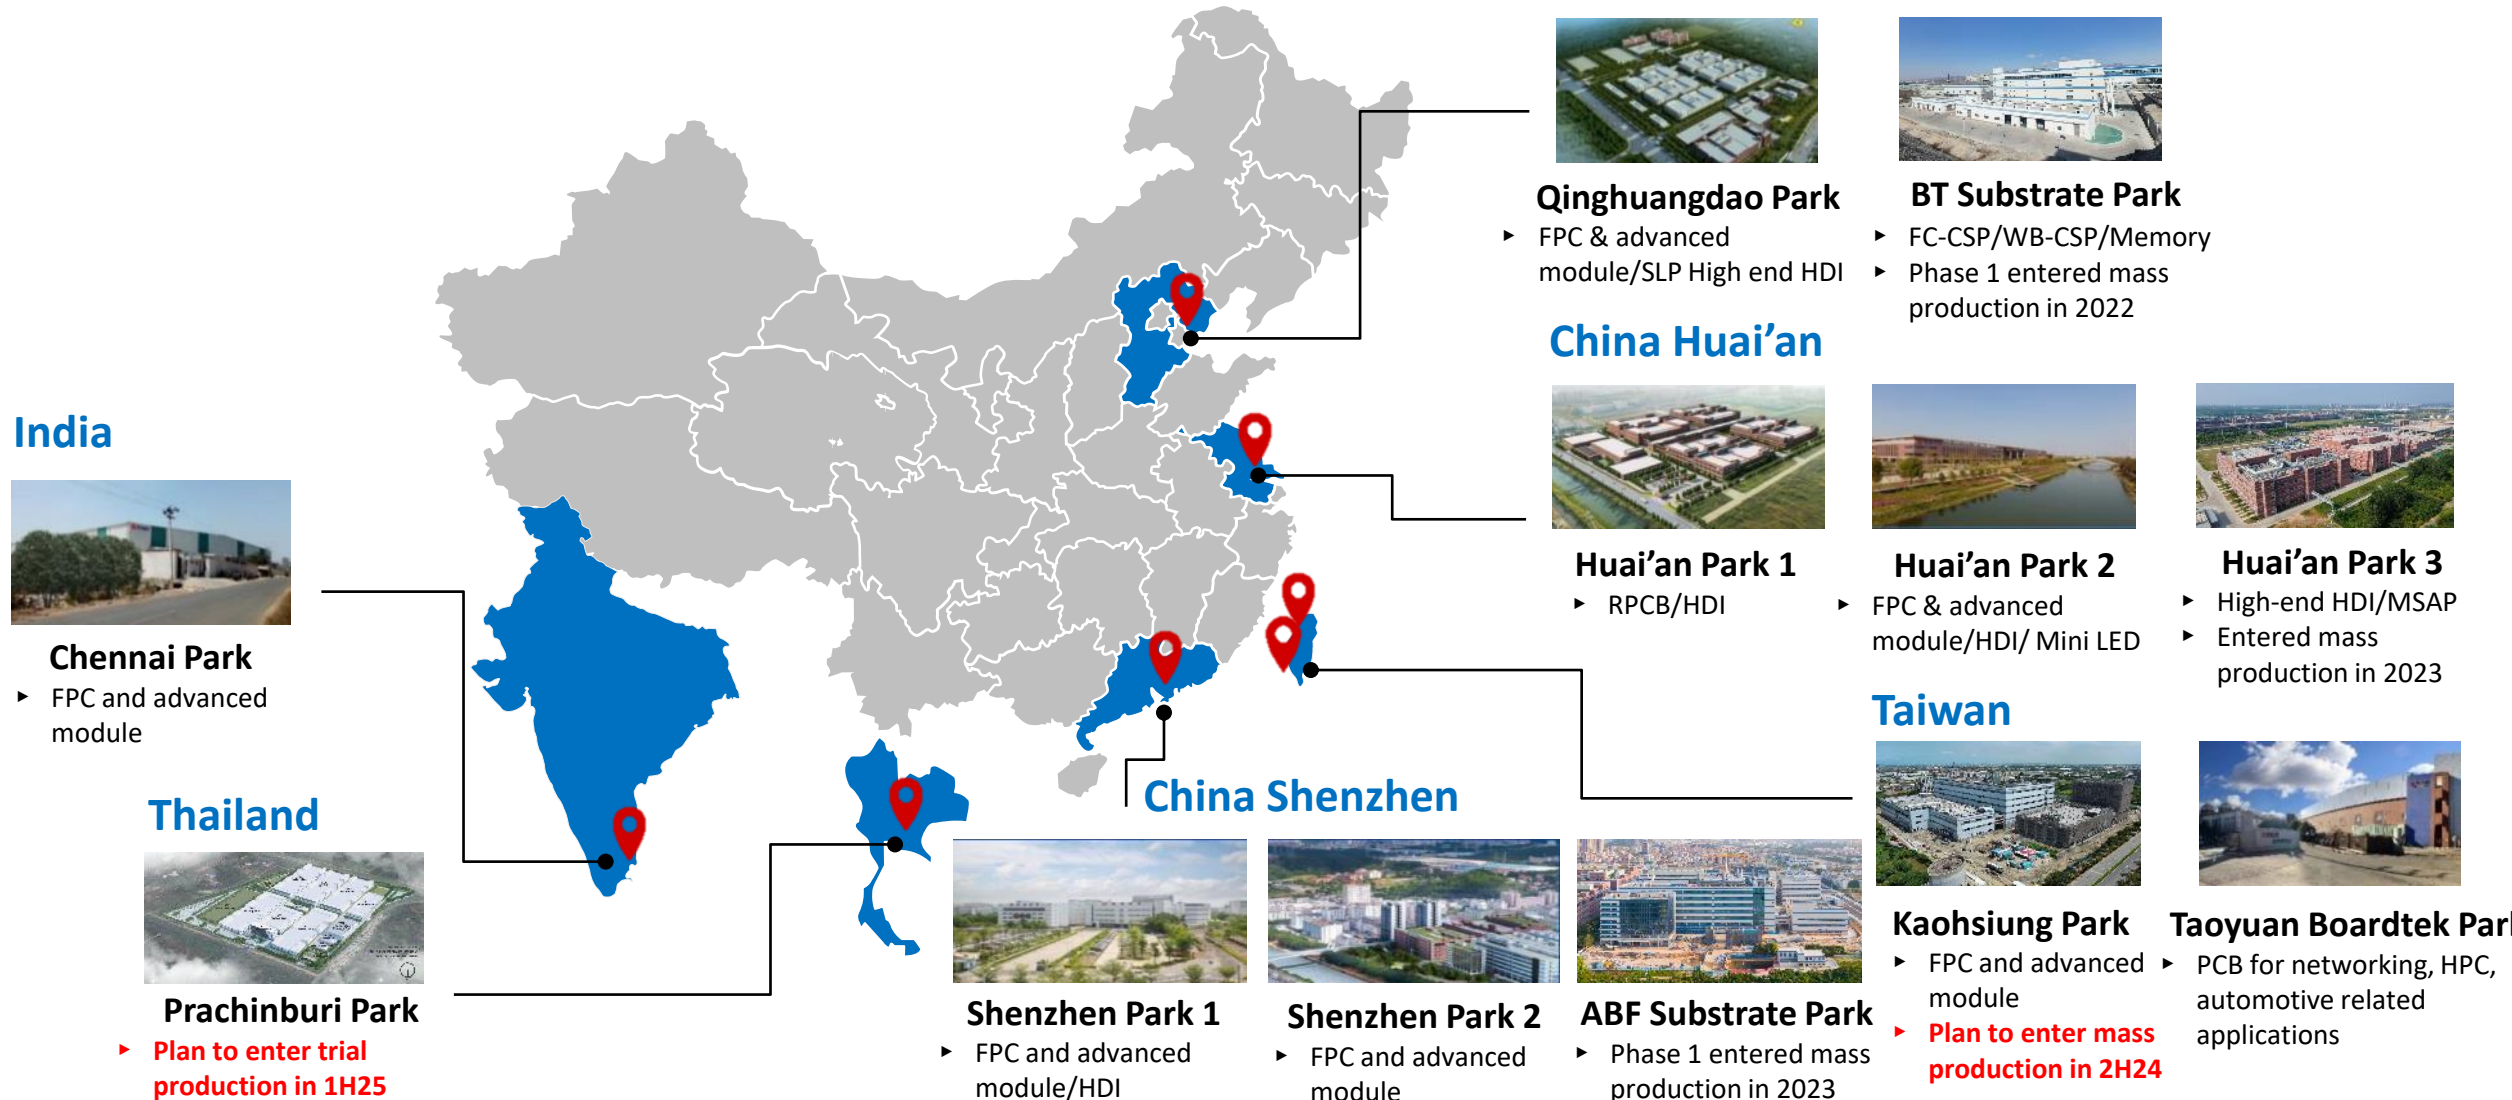 Qinghuangdao Park
▸ FPC & advanced
module/SLP High end HDI
BT Substrate Park
▸ FC-CSP/WB-CSP/Memory
▸ Phase 1 entered mass
production in 2022
China Huai’an
Huai’an Park 1
▸ RPCB/HDI
Huai’an Park 2
▸ FPC & advanced
module/HDI/ Mini LED
Huai’an Park 3
▸ High-end HDI/MSAP
▸ Entered mass
production in 2023
India
Chennai Park
▸ FPC and advanced
module
Thailand
Prachinburi Park
▸ Plan to enter trial
production in 1H25
China Shenzhen
Shenzhen Park 1
▸ FPC and advanced
module/HDI
Shenzhen Park 2
▸ FPC and advanced
module
ABF Substrate Park
▸ Phase 1 entered mass
production in 2023
Taiwan
Kaohsiung Park
▸ FPC and advanced
module
▸ Plan to enter mass
production in 2H24
Taoyuan Boardtek Park
▸ PCB for networking, HPC,
automotive related
applications